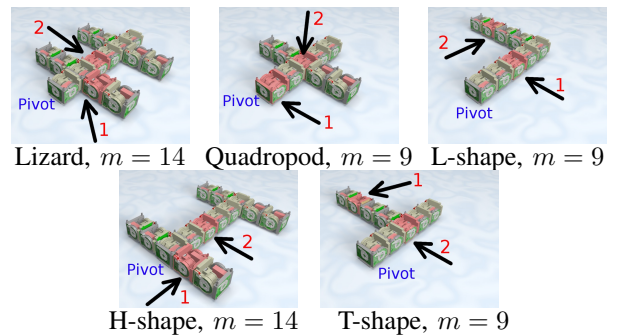 2
1
Pivot
Lizard, m = 14
2
1
Pivot
Quadropod, m = 9
2
1
Pivot
L-shape, m = 9
2
1
Pivot
H-shape, m = 14
1
2
Pivot
T-shape, m = 9